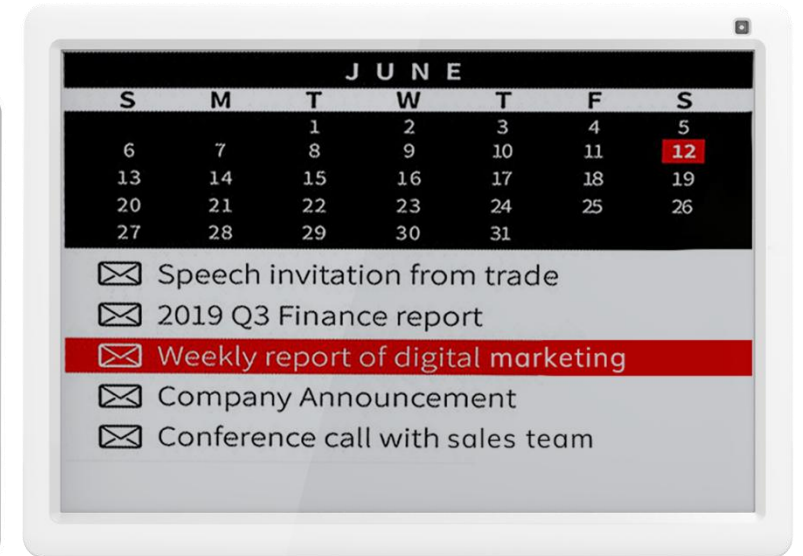 JUNE
S M T W T F S
1 2 3 4 5
6 7 8 9 10 11 12
13 14 15 16 17 18 19
20 21 22 23 24 25 26
27 28 29 30 31
Speech invitation from trade
2019 Q3 Finance report
Weekly report of digital marketing
Company Announcement
Conference call with sales team